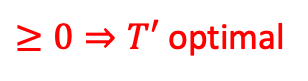 ≥ 0 ⇒ T′ optimal